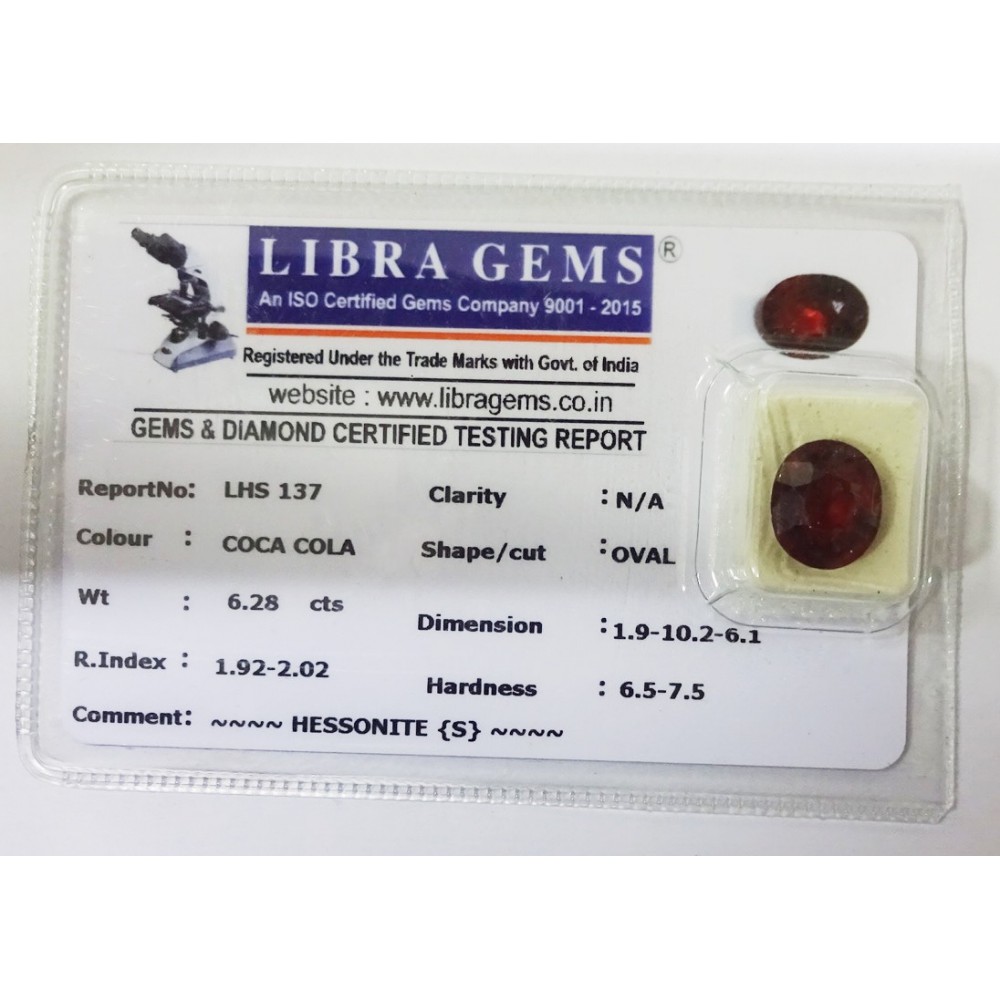 LIBRA GEMS ®
An ISO Certified Gems Company 9001 - 2015
Registered Under the Trade Marks with Govt. of India
website : www.libragems.co.in
GEMS & DIAMOND CERTIFIED TESTING REPORT
ReportNo: LHS 137
Colour : COCA COLA
Wt : 6.28 cts
R.Index : 1.92-2.02
Comment: ~~~~ HESSONITE {S} ~~~~
Clarity : N/A
Shape/cut : OVAL
Dimension : 1.9-10.2-6.1
Hardness : 6.5-7.5